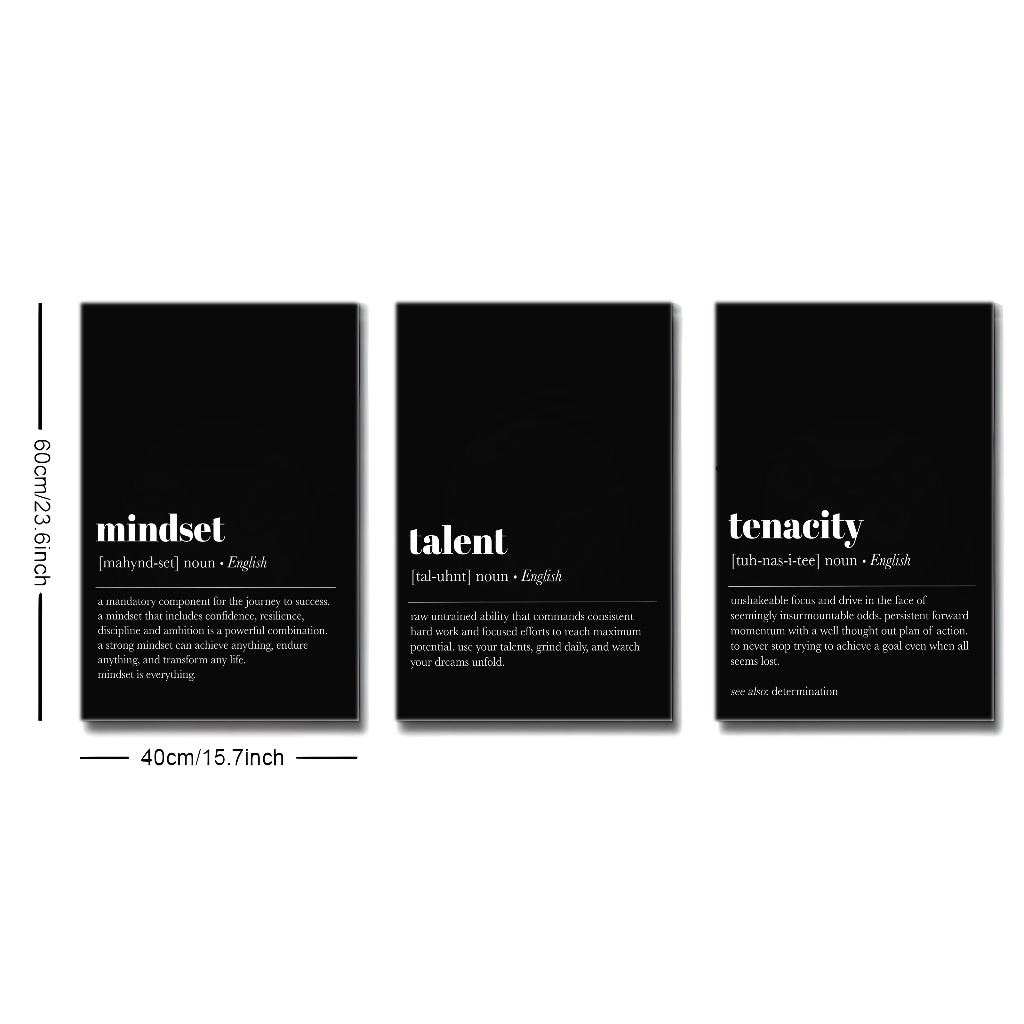 60cm/23.6inch
mindset
[mahynd-set] noun • English
a mandatory component for the journey to success.
a mindset that includes confidence, resilience,
discipline and ambition is a powerful combination.
a strong mindset can achieve anything, endure
anything, and transform any life.
mindset is everything.
40cm/15.7inch
talent
[tal-uhnt] noun • English
raw untrained ability that commands consistent
hard work and focused efforts to reach maximum
potential. use your talents, grind daily, and watch
your dreams unfold.
tenacity
[tuh-nas-i-tee] noun • English
unshakeable focus and drive in the face of
seemingly insurmountable odds. persistent forward
momentum with a well thought out plan of action.
to never stop trying to achieve a goal even when all
seems lost.
see also: determination